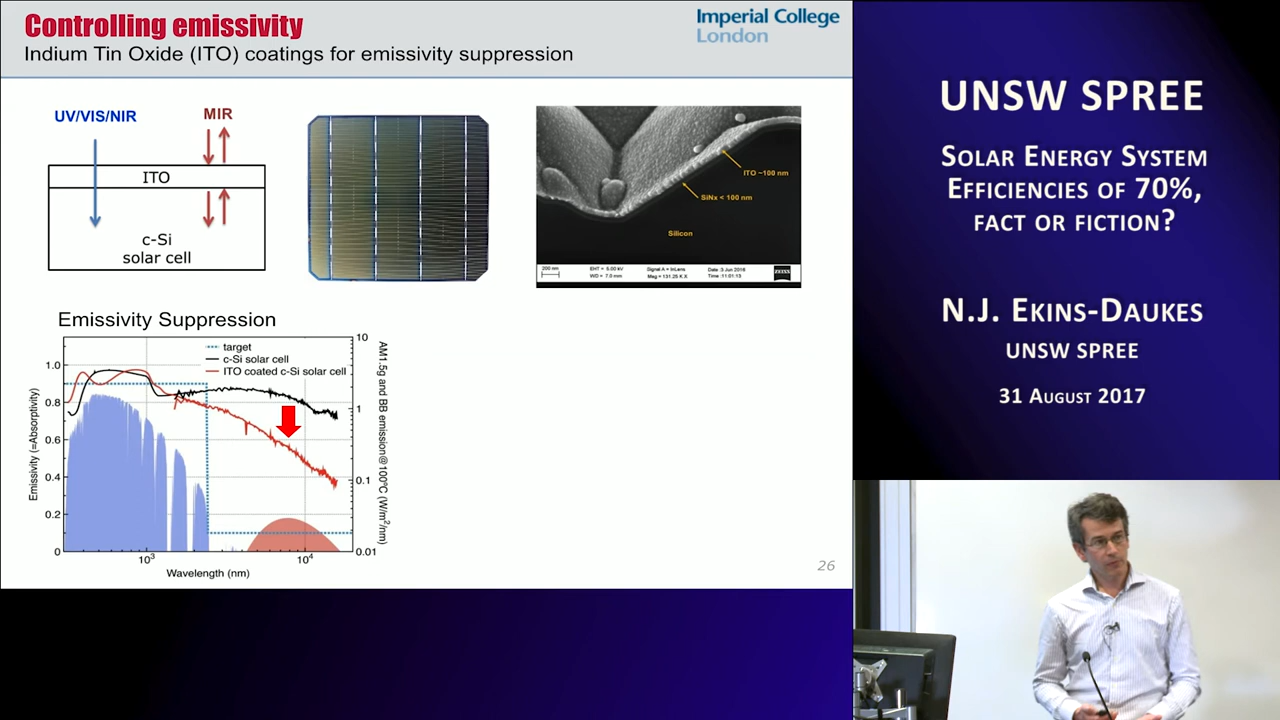 Controlling emissivity
Indium Tin Oxide (ITO) coatings for emissivity suppression
Imperial College
London
UV/VIS/NIR
MIR
ITO
c-Si
solar cell
ITO ~100 nm
SiNx < 100 nm
Silicon
200 nm
EHT = 5.00 kV
WD = 7.0 mm
Signal A = InLens
Mag = 131.25 K X
Date :3 Jun 2016
Time :11:01:13
ZEISS
Emissivity Suppression
target
c-Si solar cell
ITO coated c-Si solar cell
Emissivity (=Absorptivity)
1.0
0.8
0.6
0.4
0.2
0
10
1
0.1
0.01
AM1.5g and BB emission@100°C (W/m²/nm)
10³
10⁴
Wavelength (nm)
26
UNSW SPREE
Solar Energy System
Efficiencies of 70%,
fact or fiction?
N.J. Ekins-Daukes
UNSW SPREE
31 August 2017